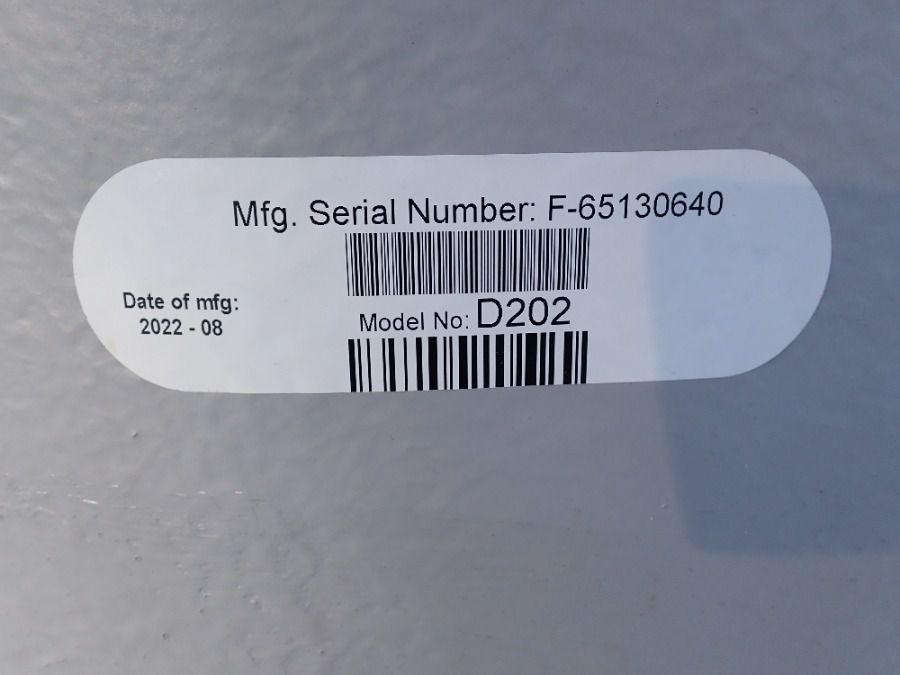 Mfg. Serial Number: F-65130640
Date of mfg:
2022 - 08
Model No: D202